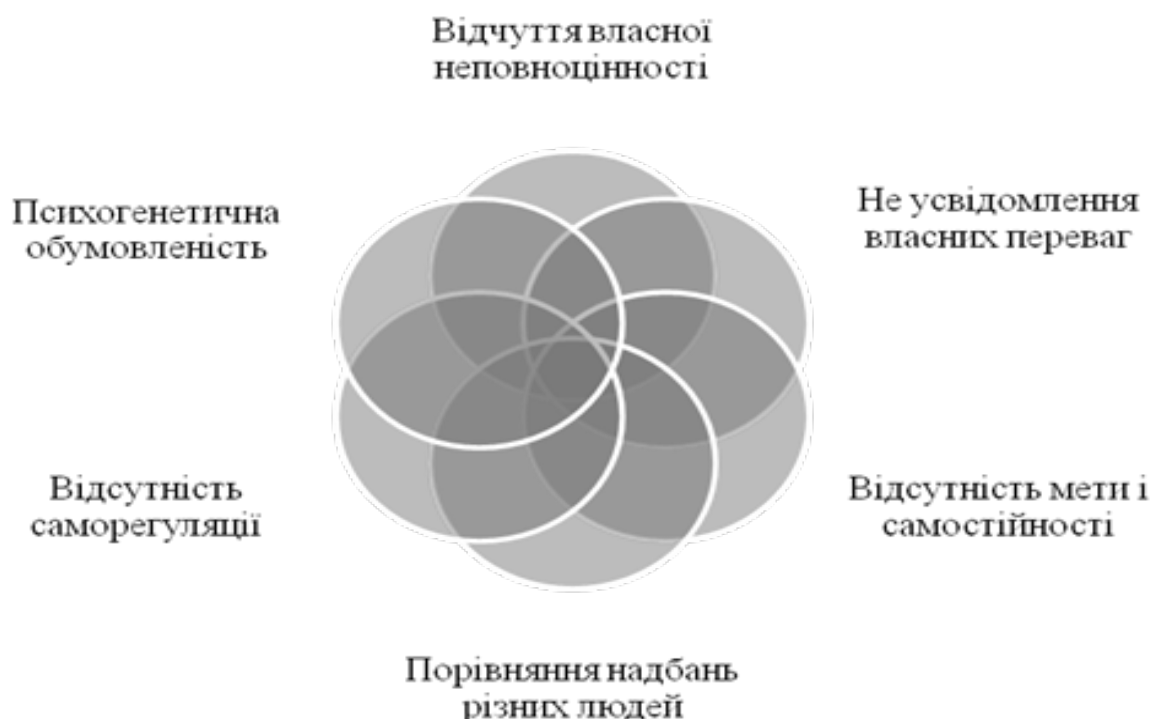 Відчуття власної
неповноцінності
Психогенетична
обумовленість
Не усвідомлення
власних переваг
Відсутність
саморегуляції
Відсутність мети і
самостійності
Порівняння надбань
різних людей